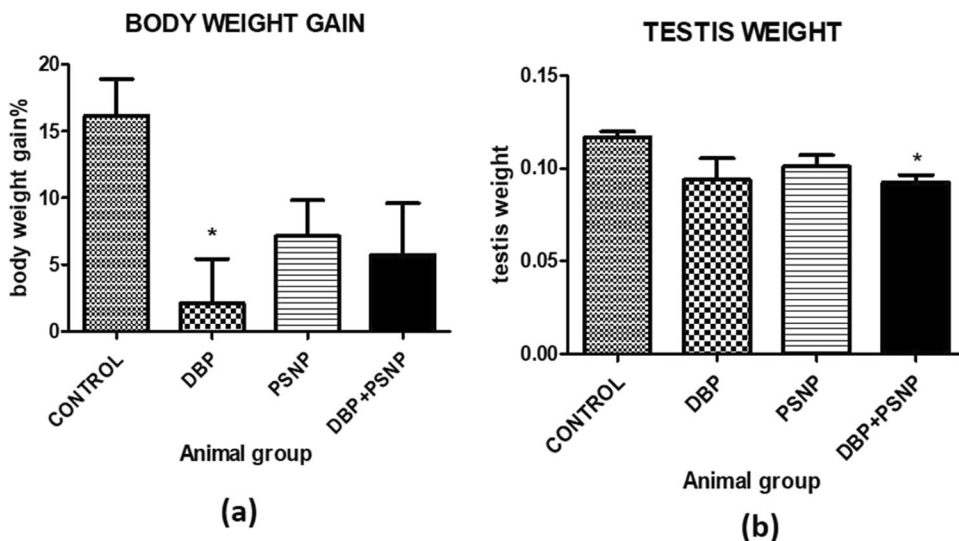 BODY WEIGHT GAIN
body weight gain%
20
15
10
5
0
*
CONTROL
DBP
PSNP
DBP+PSNP
Animal group
(a)
TESTIS WEIGHT
testis weight
0.15
0.10
0.05
0.00
*
CONTROL
DBP
PSNP
DBP+PSNP
Animal group
(b)